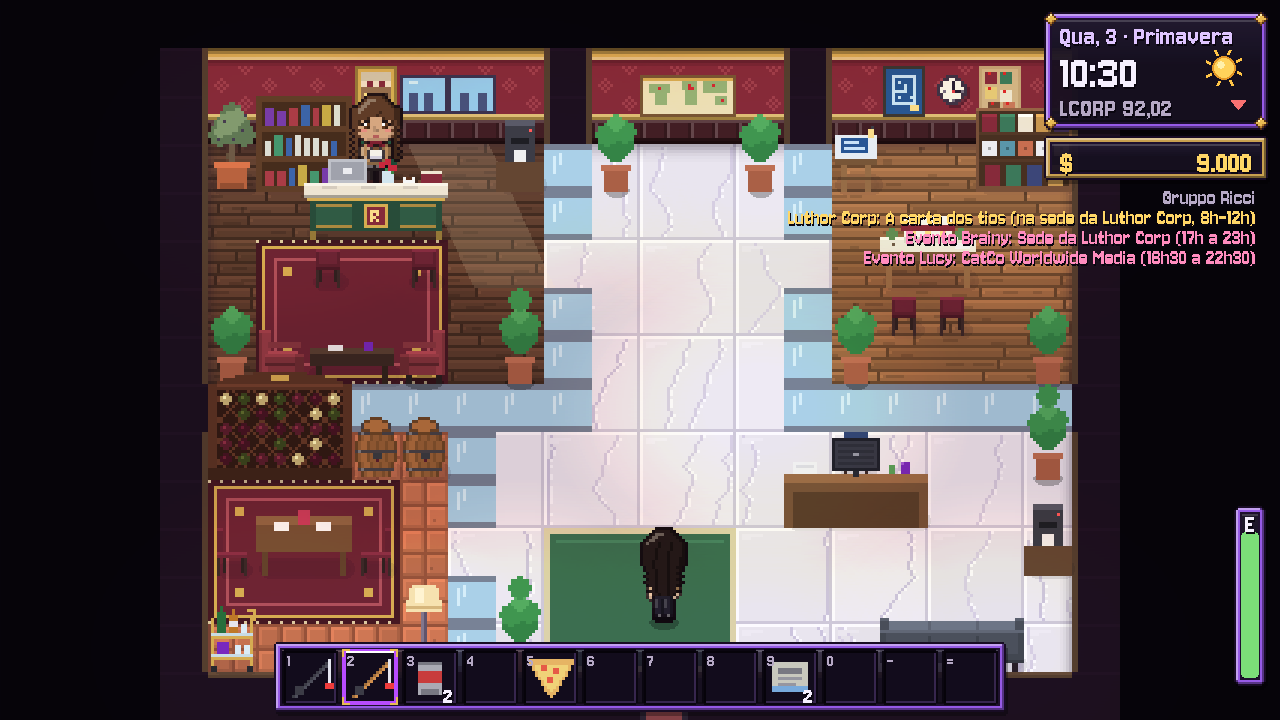 Qua, 3 · Primavera
10:30
LCORP 92,02
$ 9.000
Gruppo Ricci
Luthor Corp: A carta dos tios (na sede da Luthor Corp, 8h-12h)
Evento Brainy: Sede da Luthor Corp (17h a 23h)
Evento Lucy: CatCo Worldwide Media (18h30 a 22h30)
R
E
1 2 3 4 5 6 7 8 9 0 - =
2 2